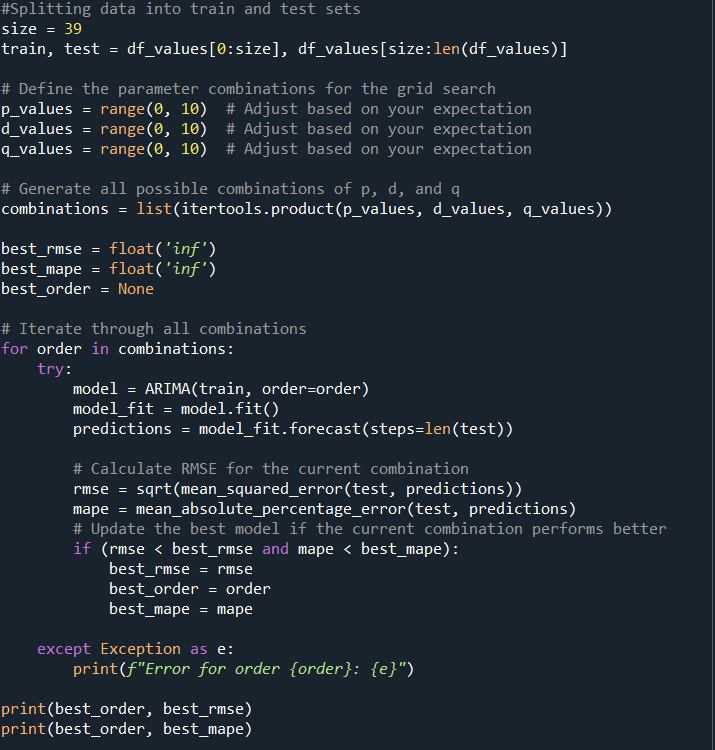 #Splitting data into train and test sets
size = 39
train, test = df_values[0:size], df_values[size:len(df_values)]

# Define the parameter combinations for the grid search
p_values = range(0, 10)  # Adjust based on your expectation
d_values = range(0, 10)  # Adjust based on your expectation
q_values = range(0, 10)  # Adjust based on your expectation

# Generate all possible combinations of p, d, and q
combinations = list(itertools.product(p_values, d_values, q_values))

best_rmse = float('inf')
best_mape = float('inf')
best_order = None

# Iterate through all combinations
for order in combinations:
    try:
        model = ARIMA(train, order=order)
        model_fit = model.fit()
        predictions = model_fit.forecast(steps=len(test))

        # Calculate RMSE for the current combination
        rmse = sqrt(mean_squared_error(test, predictions))
        mape = mean_absolute_percentage_error(test, predictions)
        # Update the best model if the current combination performs better
        if (rmse < best_rmse and mape < best_mape):
            best_rmse = rmse
            best_order = order
            best_mape = mape

    except Exception as e:
        print(f"Error for order {order}: {e}")

print(best_order, best_rmse)
print(best_order, best_mape)